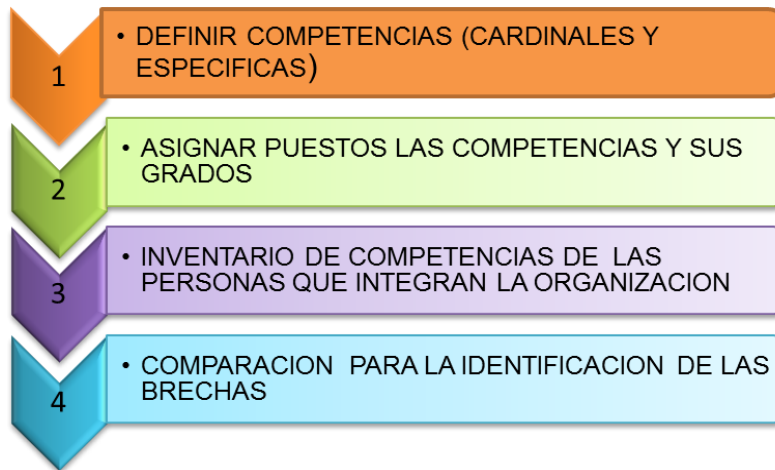 1
• DEFINIR COMPETENCIAS (CARDINALES Y
ESPECIFICAS)
2
• ASIGNAR PUESTOS LAS COMPETENCIAS Y SUS
GRADOS
3
• INVENTARIO DE COMPETENCIAS DE LAS
PERSONAS QUE INTEGRAN LA ORGANIZACION
4
• COMPARACION PARA LA IDENTIFICACION DE LAS
BRECHAS